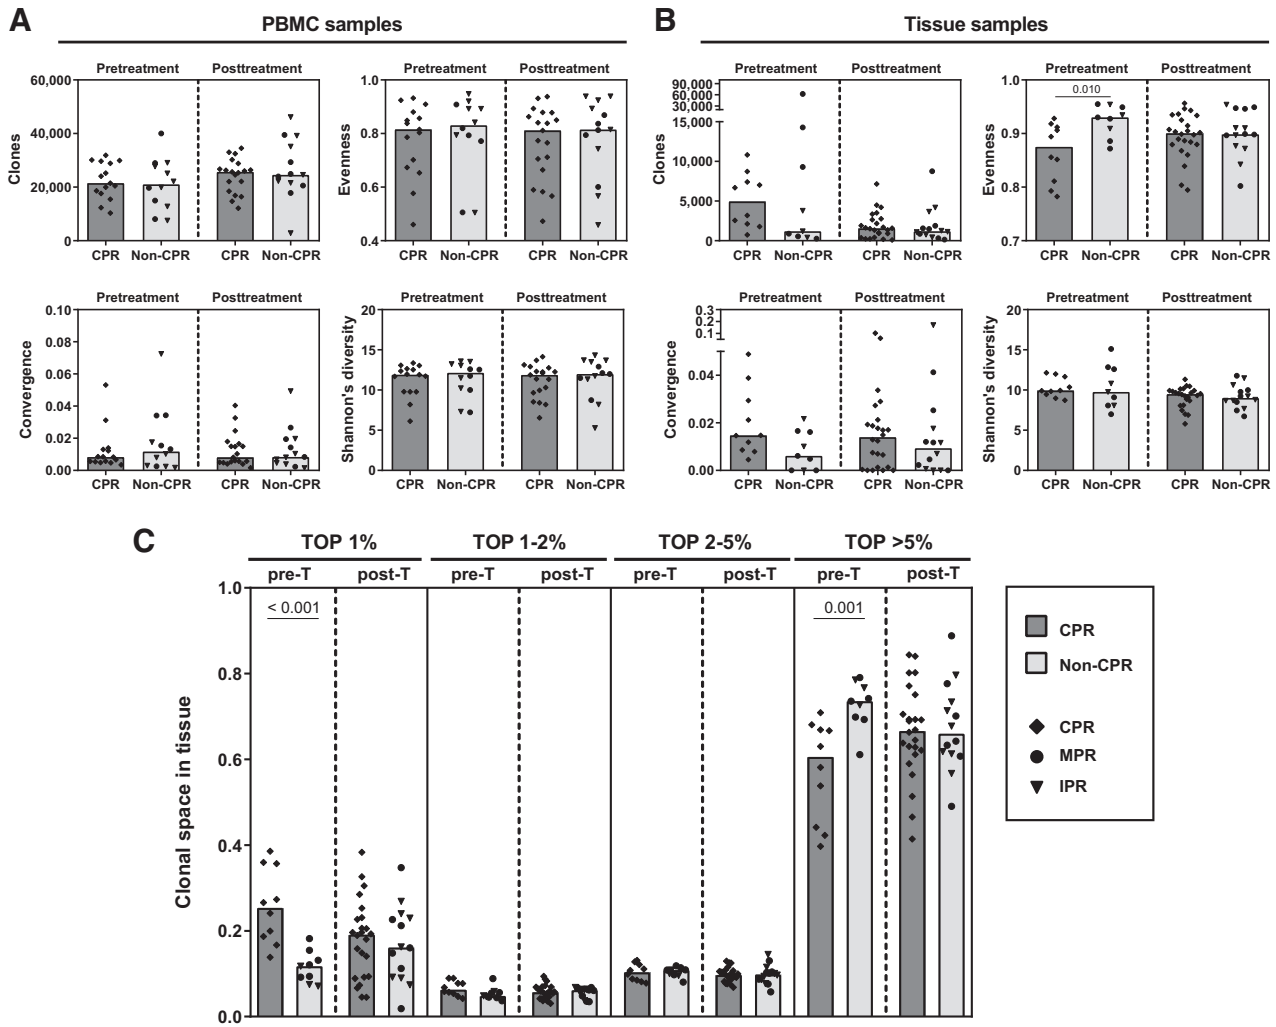 A
PBMC samples
Pretreatment Posttreatment
Clones
60,000
40,000
20,000
0
CPR Non-CPR CPR Non-CPR
Pretreatment Posttreatment
Evenness
1.0
0.8
0.6
0.4
CPR Non-CPR CPR Non-CPR
Pretreatment Posttreatment
Convergence
0.10
0.08
0.06
0.04
0.02
0.00
CPR Non-CPR CPR Non-CPR
Pretreatment Posttreatment
Shannon's diversity
20
15
10
5
0
CPR Non-CPR CPR Non-CPR
B
Tissue samples
Pretreatment Posttreatment
Clones
90,000
60,000
30,000
15,000
10,000
5,000
0
CPR Non-CPR CPR Non-CPR
Pretreatment Posttreatment
0.010
Evenness
1.0
0.9
0.8
0.7
CPR Non-CPR CPR Non-CPR
Pretreatment Posttreatment
Convergence
0.3
0.2
0.1
0.04
0.02
0.00
CPR Non-CPR CPR Non-CPR
Pretreatment Posttreatment
Shannon's diversity
20
15
10
5
0
CPR Non-CPR CPR Non-CPR
C
TOP 1% TOP 1-2% TOP 2-5% TOP >5%
pre-T post-T pre-T post-T pre-T post-T pre-T post-T
< 0.001 0.001
Clonal space in tissue
1.0
0.8
0.6
0.4
0.2
0.0
CPR
Non-CPR
CPR
MPR
IPR